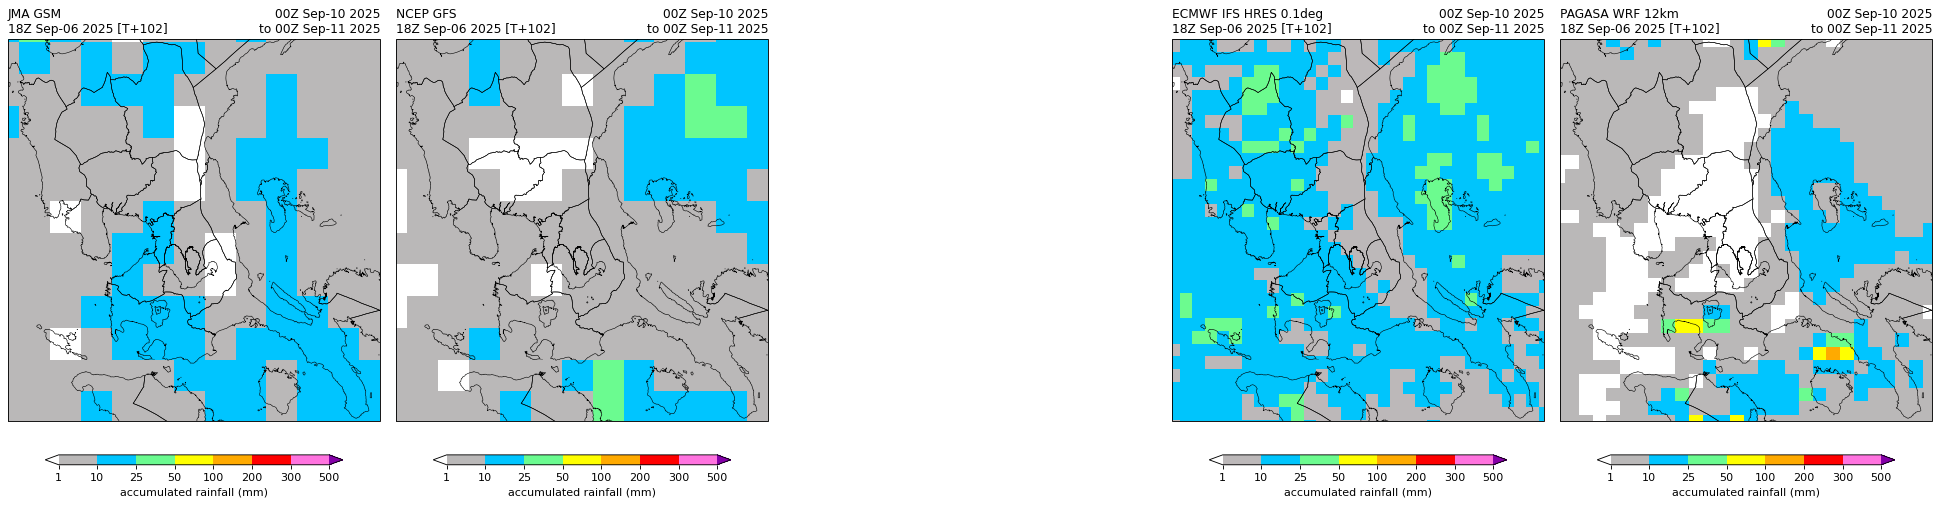 JMA GSM 00Z Sep-10 2025
18Z Sep-06 2025 [T+102] to 00Z Sep-11 2025
1 10 25 50 100 200 300 500
accumulated rainfall (mm)
NCEP GFS 00Z Sep-10 2025
18Z Sep-06 2025 [T+102] to 00Z Sep-11 2025
1 10 25 50 100 200 300 500
accumulated rainfall (mm)
ECMWF IFS HRES 0.1deg 00Z Sep-10 2025
18Z Sep-06 2025 [T+102] to 00Z Sep-11 2025
1 10 25 50 100 200 300 500
accumulated rainfall (mm)
PAGASA WRF 12km 00Z Sep-10 2025
18Z Sep-06 2025 [T+102] to 00Z Sep-11 2025
1 10 25 50 100 200 300 500
accumulated rainfall (mm)